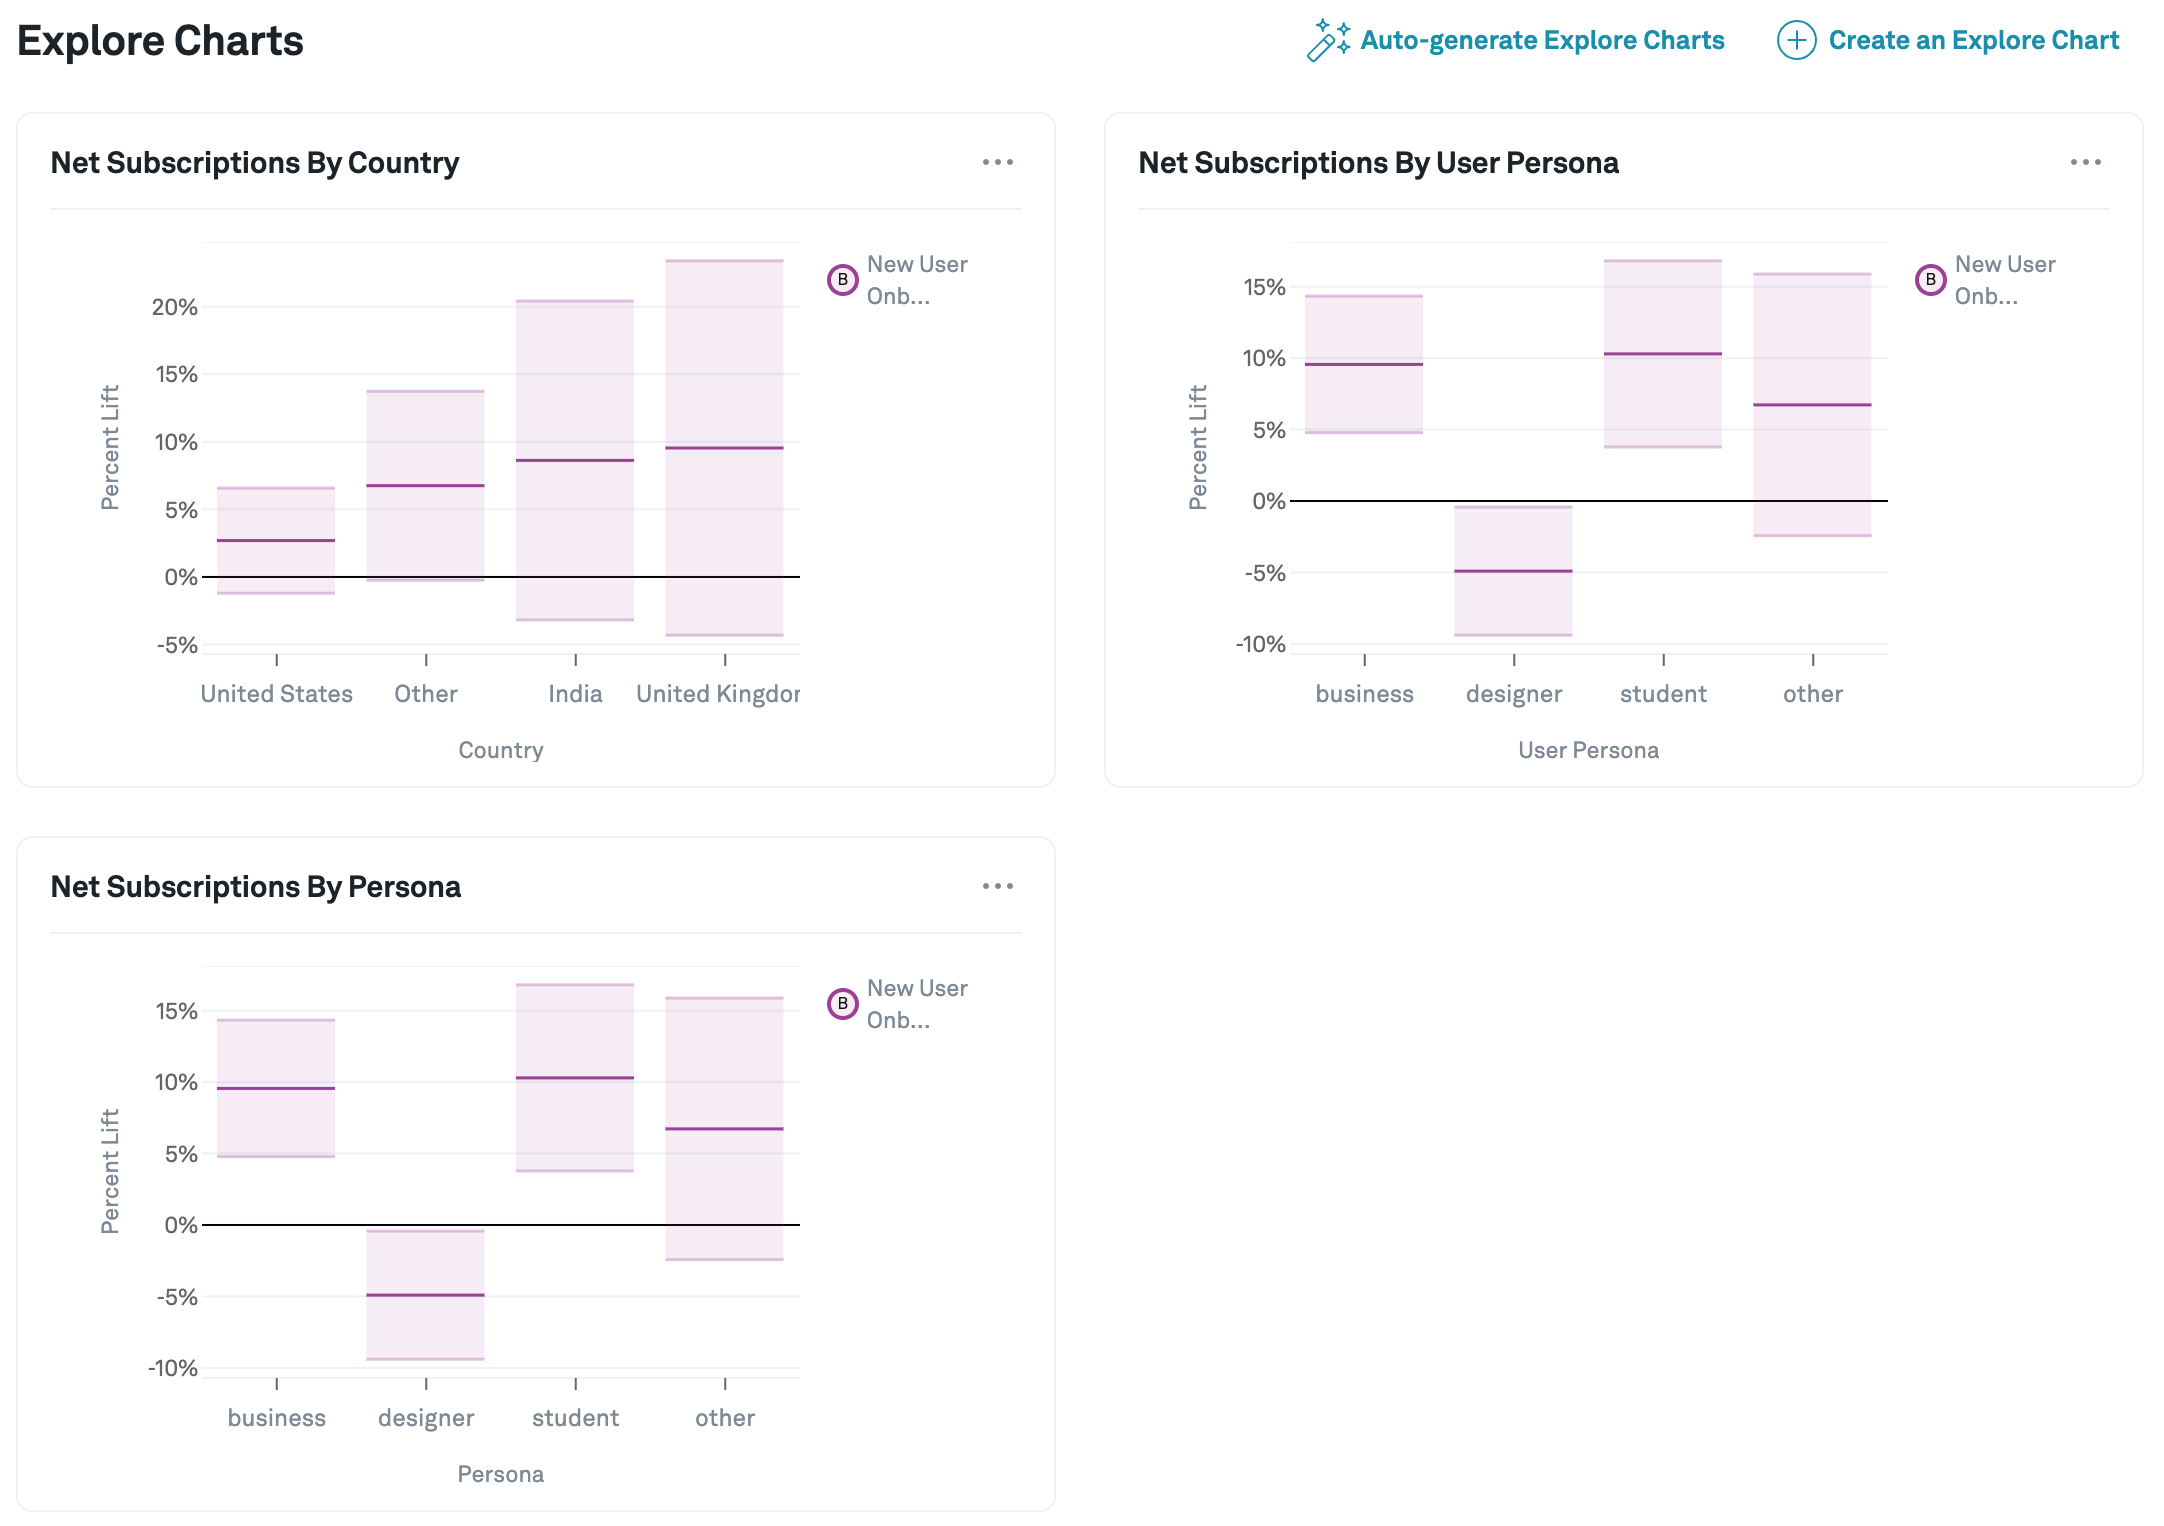 Explore Charts
Auto-generate Explore Charts
Create an Explore Chart
Net Subscriptions By Country
Percent Lift
20%
15%
10%
5%
0%
-5%
United States
Other
India
United Kingdor
Country
B
New User
Onb...
Net Subscriptions By User Persona
Percent Lift
15%
10%
5%
0%
-5%
-10%
business
designer
student
other
User Persona
B
New User
Onb...
Net Subscriptions By Persona
Percent Lift
15%
10%
5%
0%
-5%
-10%
business
designer
student
other
Persona
B
New User
Onb...